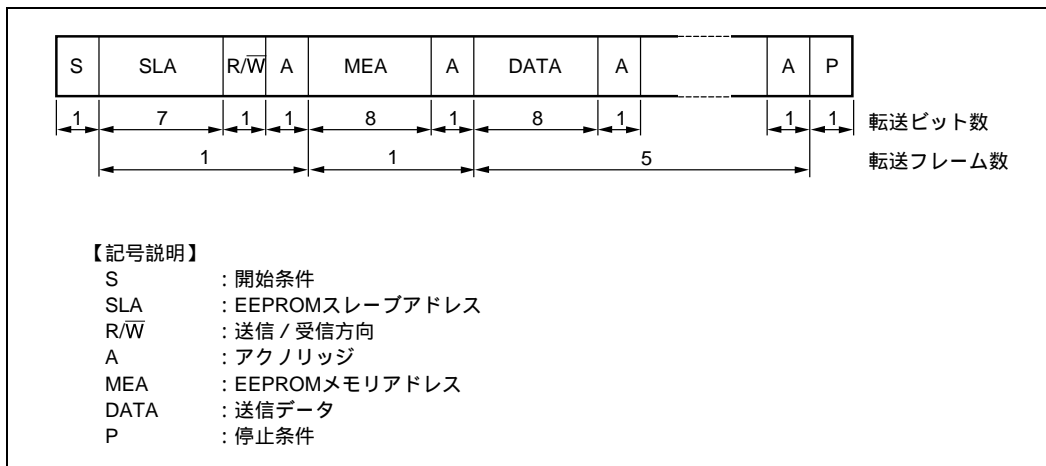 S SLA R/W̅ A MEA A DATA A A P
1 7 1 1 8 1 8 1 1 1 転送ビット数
1 1 5 転送フレーム数
【記号説明】
S :開始条件
SLA :EEPROMスレーブアドレス
R/W̅ :送信/受信方向
A :アクノリッジ
MEA :EEPROMメモリアドレス
DATA :送信データ
P :停止条件